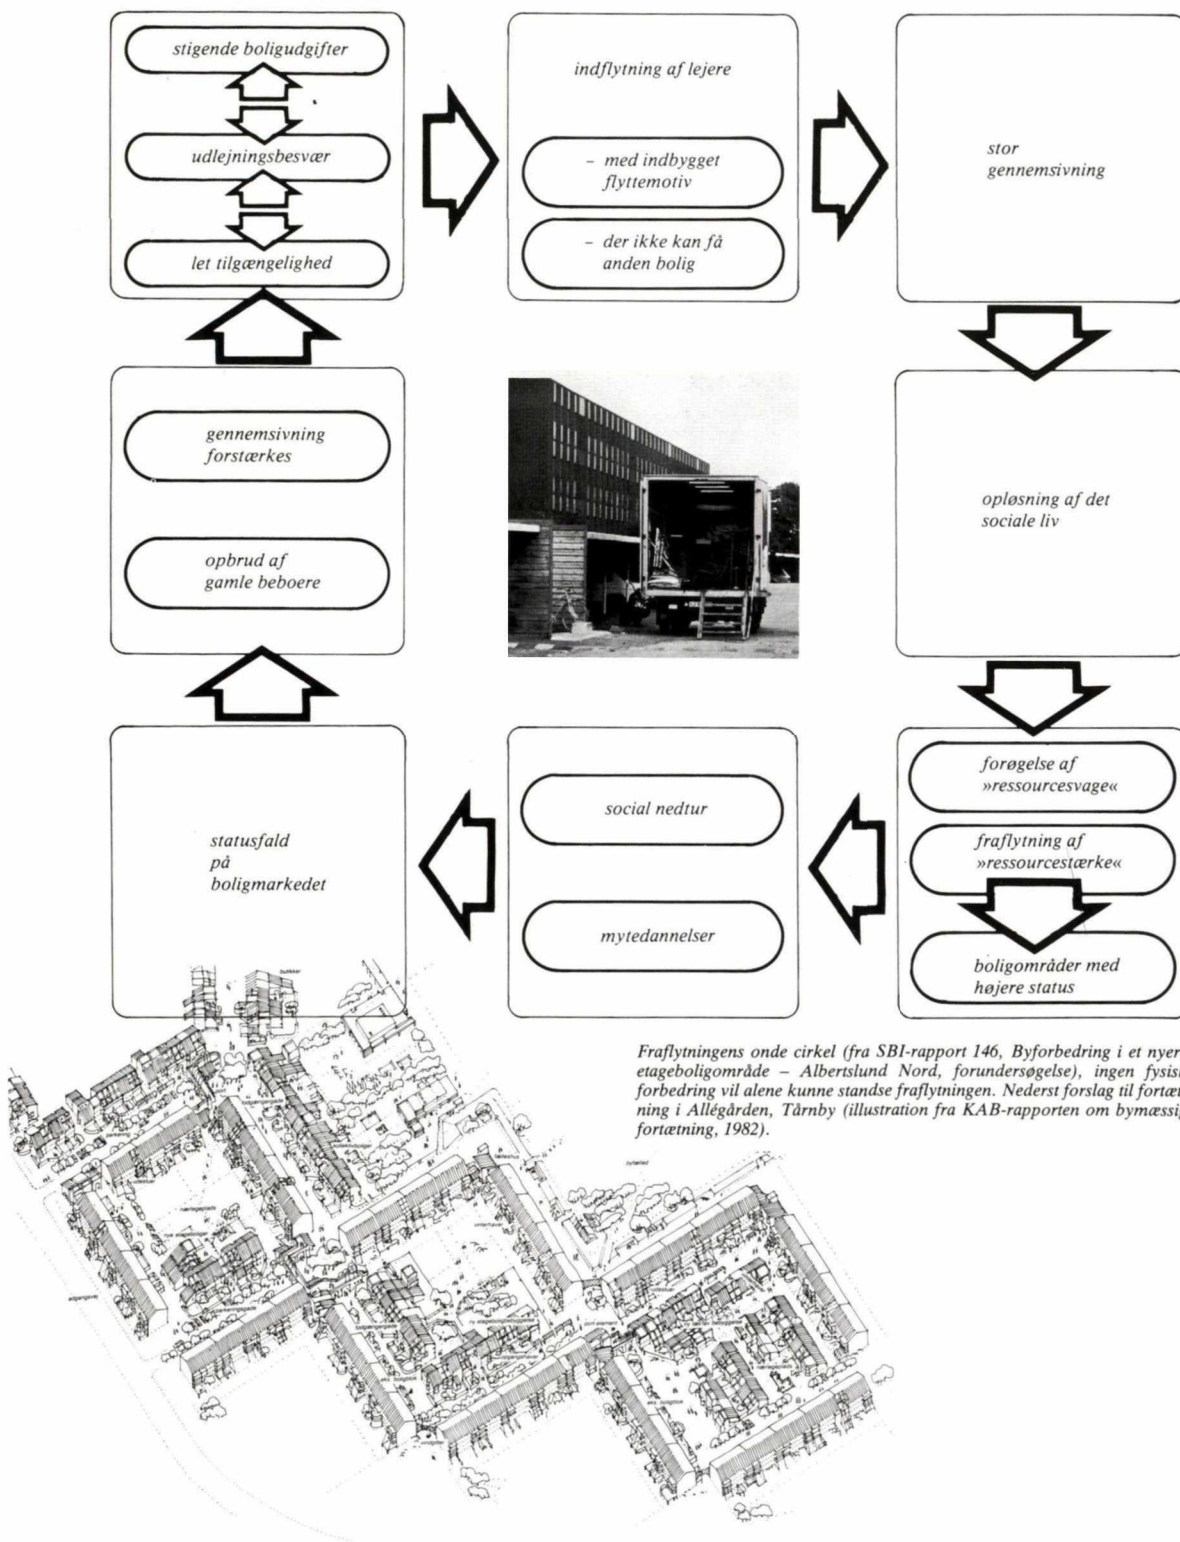 stigende boligudgifter
udlejningsbesvær
let tilgængelighed
indflytning af lejere
– med indbygget
flyttemotiv
– der ikke kan få
anden bolig
stor
gennemsivning
gennemsivning
forstærkes
opbrud af
gamle beboere
opløsning af det
sociale liv
statusfald
på
boligmarkedet
social nedtur
mytedannelser
forøgelse af
»ressourcesvage«
fraflytning af
»ressourcestærke«
boligområder med
højere status
butikker
Fraflytningens onde cirkel (fra SBI-rapport 146, Byforbedring i et nyer
etageboligområde – Albertslund Nord, forundersøgelse), ingen fysis
forbedring vil alene kunne standse fraflytningen. Nederst forslag til fortæt
ning i Allégården, Tårnby (illustration fra KAB-rapporten om bymæssig
fortætning, 1982).